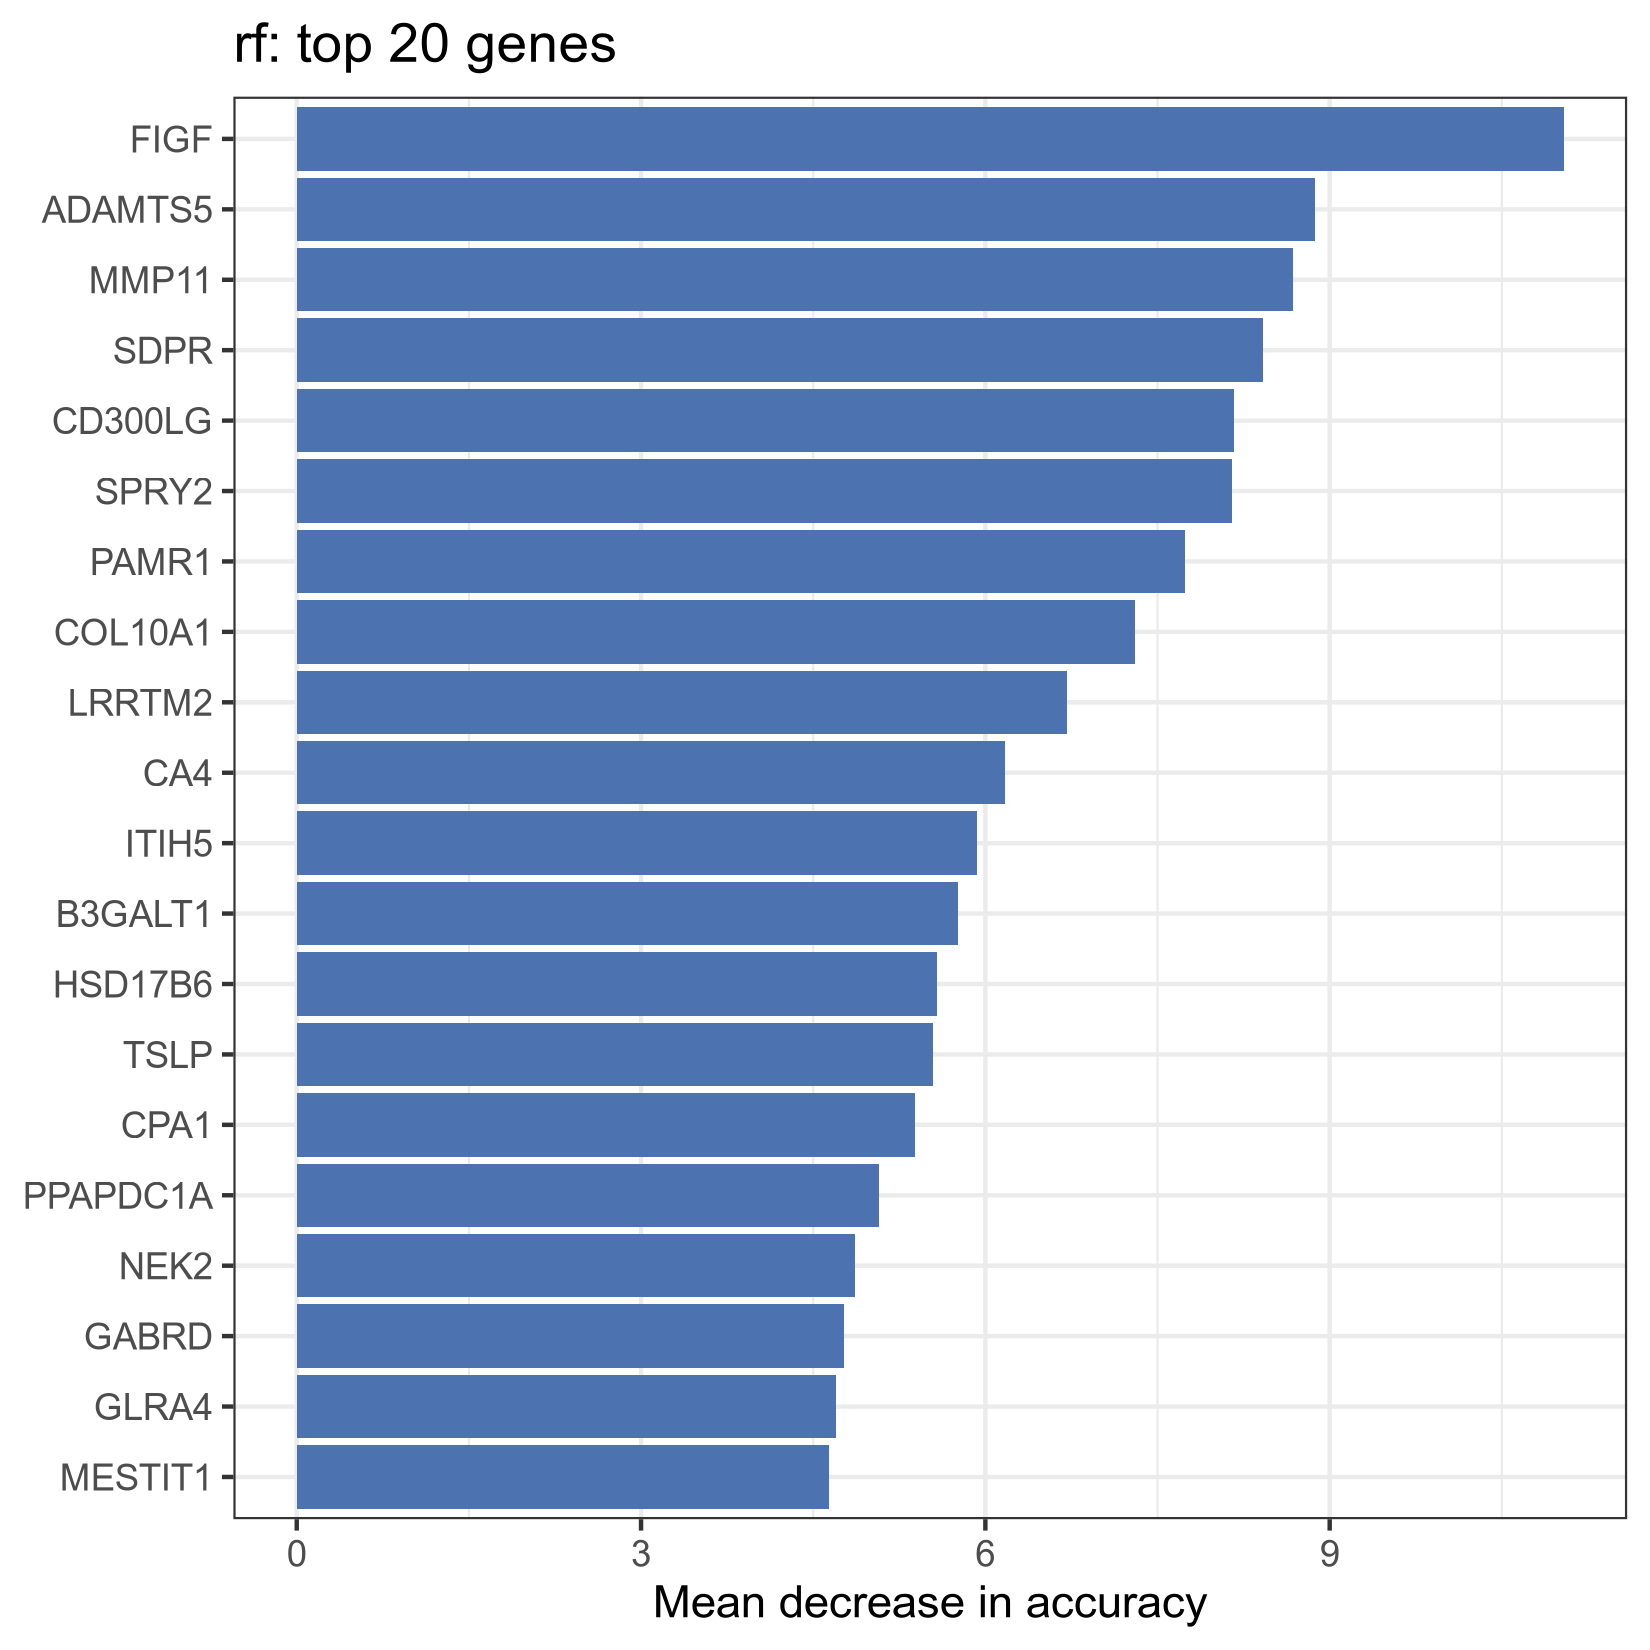 rf: top 20 genes
FIGF
ADAMTS5
MMP11
SDPR
CD300LG
SPRY2
PAMR1
COL10A1
LRRTM2
CA4
ITIH5
B3GALT1
HSD17B6
TSLP
CPA1
PPAPDC1A
NEK2
GABRD
GLRA4
MESTIT1
0 3 6 9
Mean decrease in accuracy